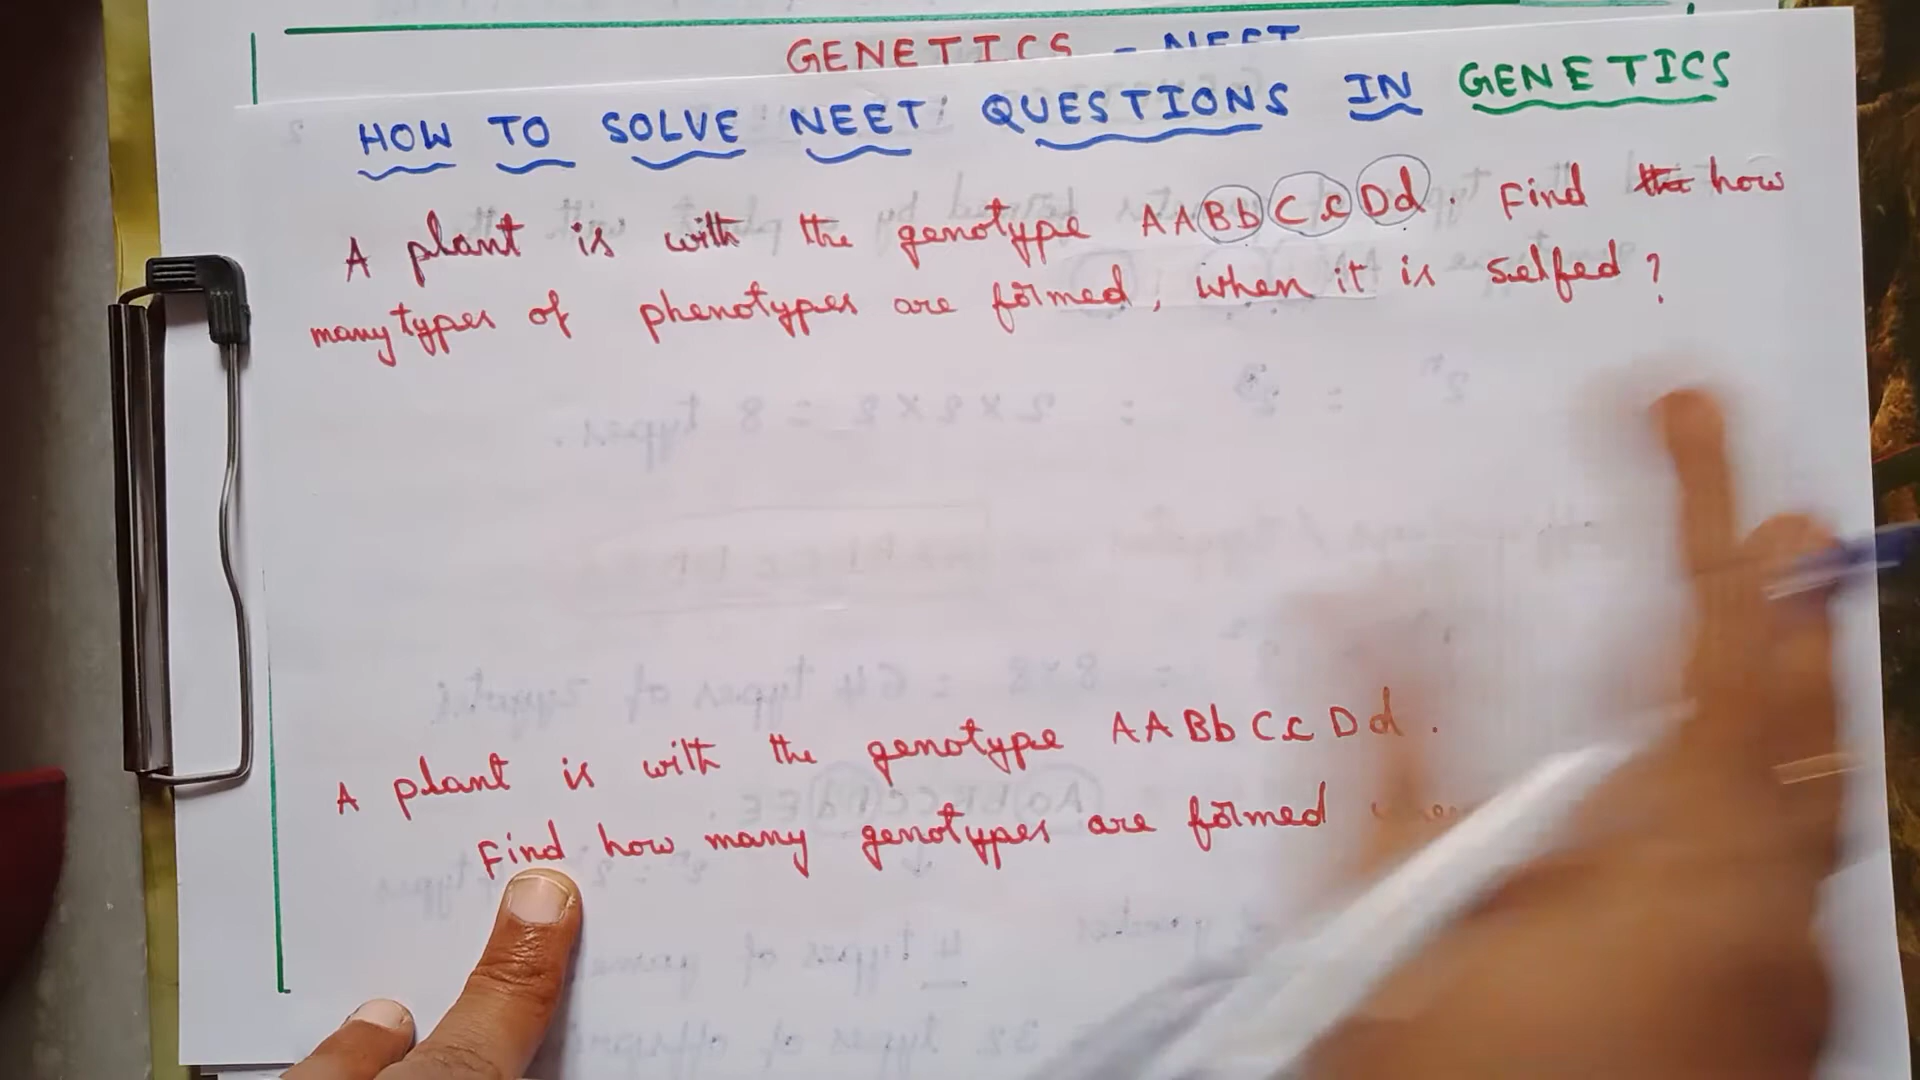 GENETICS - NEET
HOW TO SOLVE NEET QUESTIONS IN GENETICS
A plant is with the genotype AABbCcDd. Find how
many types of phenotypes are formed, when it is selfed?
A plant is with the genotype AABbCcDd.
Find how many genotypes are formed